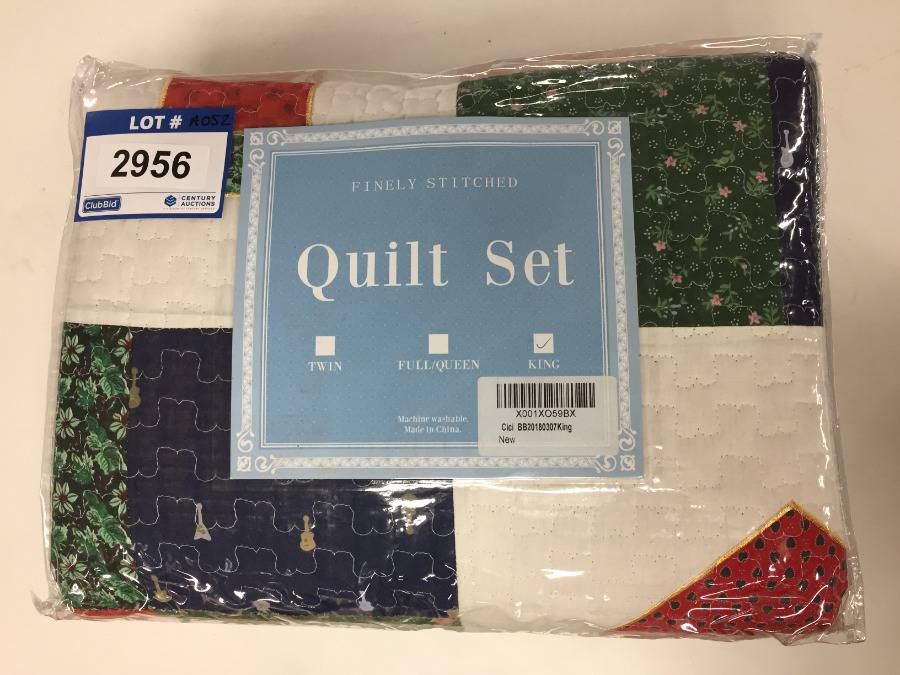 LOT # A052
2956
ClubBid
CENTURY AUCTIONS
FINELY STITCHED
Quilt Set
TWIN
FULL/QUEEN
KING
Machine washable.
Made in China.
X001XO59BX
Cici BB20180307King
New